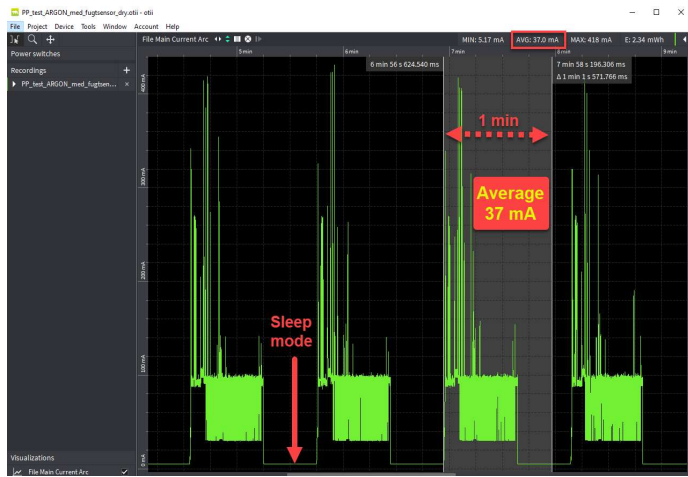 PP_test_ARGON_med_fugtsensor_dry.otii - otii
File Project Device Tools Window Account Help
File Main Current Arc
MIN: 5.17 mA AVG: 37.0 mA MAX: 418 mA E: 2.34 mWh
Power switches
5 min 6 min 7 min 8 min 9 min
Recordings +
6 min 56 s 624.540 ms
7 min 58 s 196.306 ms
PP_test_ARGON_med_fugtsen... ×
Δ 1 min 1 s 571.766 ms
400 mA
1 min
300 mA
Average
37 mA
200 mA
Sleep
mode
100 mA
0 mA
Visualizations
File Main Current Arc